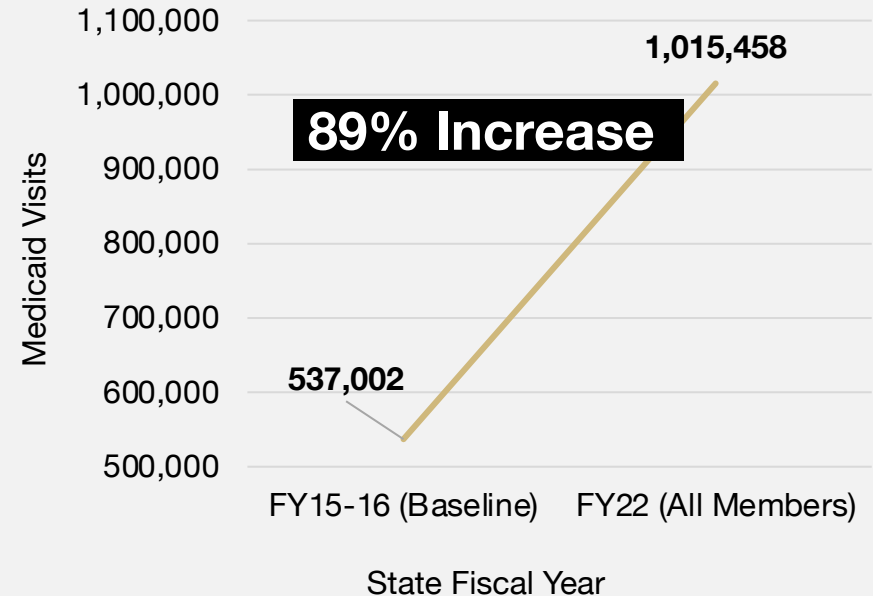 1,100,000
1,015,458
1,000,000
89% Increase
900,000
800,000
Medicaid Visits
700,000
537,002
600,000
500,000
FY15-16 (Baseline)
FY22 (All Members)
State Fiscal Year